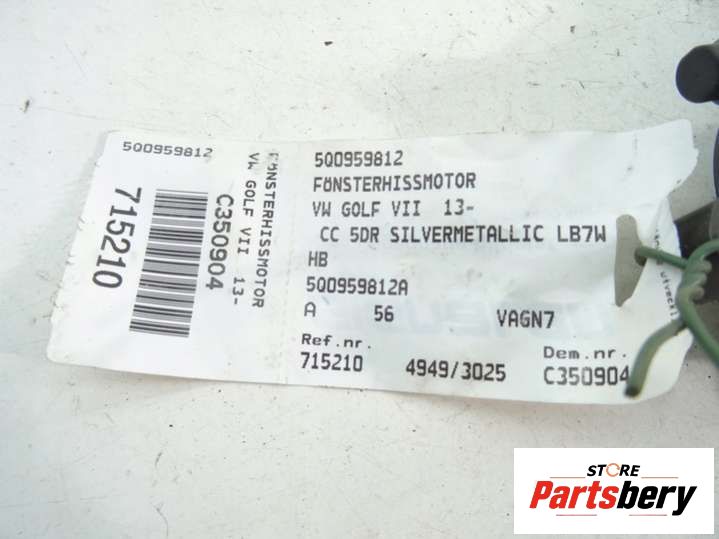 5Q0959812
FÖNSTERHISSMOTOR
VW GOLF VII 13-
C350904
715210
5Q0959812
FÖNSTERHISSMOTOR
VW GOLF VII 13-
CC 5DR SILVERMETALLIC LB7W
HB
5Q0959812A
A 56 VAGN7
Ref.nr. Dem.nr.
715210 4949/3025 C350904
STORE
Partsbery